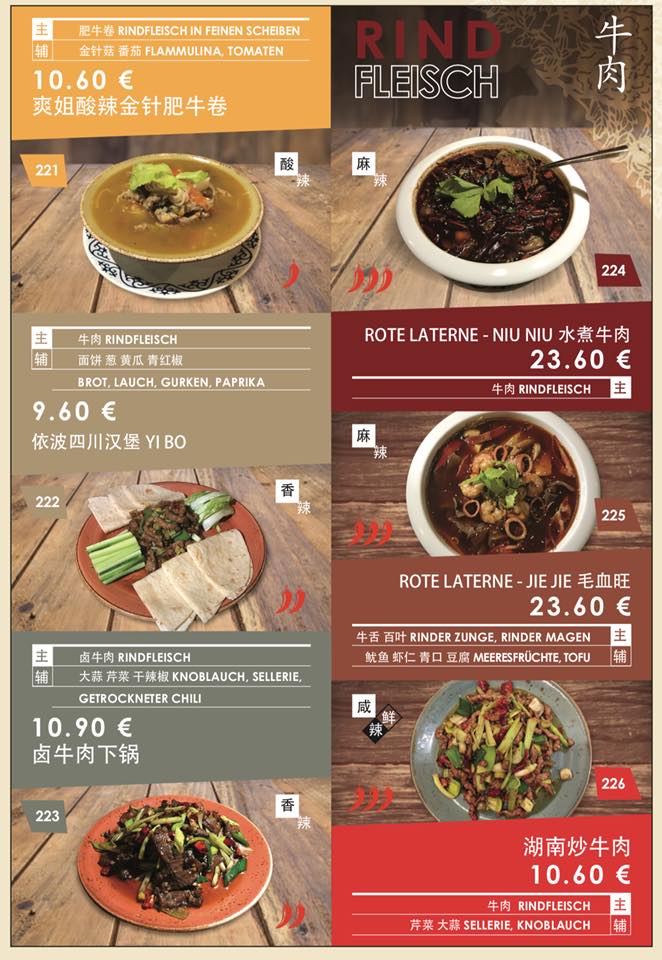 主 肥牛卷 RINDFLEISCH IN FEINEN SCHEIBEN
辅 金针菇 番茄 FLAMMULINA, TOMATEN
10.60 €
爽姐酸辣金针肥牛卷
221
酸
辣
主 牛肉 RINDFLEISCH
辅 面饼 葱 黄瓜 青红椒
BROT, LAUCH, GURKEN, PAPRIKA
9.60 €
依波四川汉堡 YI BO
222
香
辣
主 卤牛肉 RINDFLEISCH
辅 大蒜 芹菜 干辣椒 KNOBLAUCH, SELLERIE,
GETROCKNETER CHILI
10.90 €
卤牛肉下锅
223
香
辣
RIND
FLEISCH
牛肉
麻
辣
224
ROTE LATERNE - NIU NIU 水煮牛肉
23.60 €
牛肉 RINDFLEISCH 主
麻
辣
225
ROTE LATERNE - JIE JIE 毛血旺
23.60 €
牛舌 百叶 RINDER ZUNGE, RINDER MAGEN 主
鱿鱼 虾仁 青口 豆腐 MEERESFRÜCHTE, TOFU 辅
咸
辣
鲜
226
湖南炒牛肉
10.60 €
牛肉 RINDFLEISCH 主
芹菜 大蒜 SELLERIE, KNOBLAUCH 辅